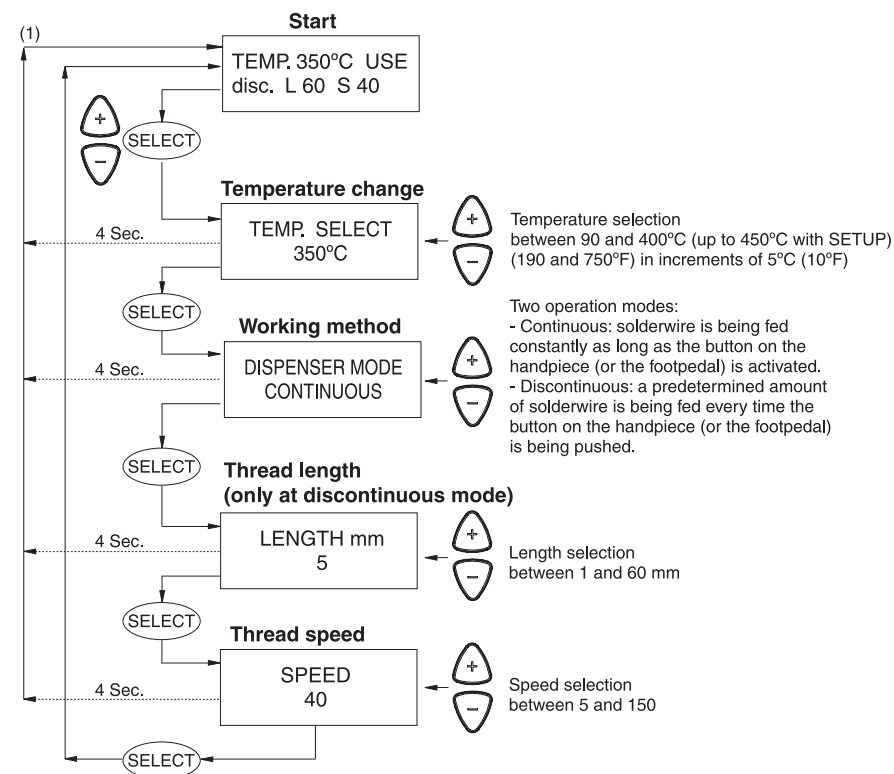 Start
(1)
TEMP. 350ºC USE
disc. L 60 S 40
+
−
SELECT
Temperature change
4 Sec.
TEMP. SELECT
350ºC
+
−
Temperature selection
between 90 and 400ºC (up to 450ºC with SETUP)
(190 and 750ºF) in increments of 5ºC (10ºF)
SELECT
Working method
4 Sec.
DISPENSER MODE
CONTINUOUS
+
−
Two operation modes:
- Continuous: solderwire is being fed
constantly as long as the button on the
handpiece (or the footpedal) is activated.
- Discontinuous: a predetermined amount
of solderwire is being fed every time the
button on the handpiece (or the footpedal)
is being pushed.
SELECT
Thread length
(only at discontinuous mode)
4 Sec.
LENGTH mm
5
+
−
Length selection
between 1 and 60 mm
SELECT
Thread speed
4 Sec.
SPEED
40
+
−
Speed selection
between 5 and 150
SELECT